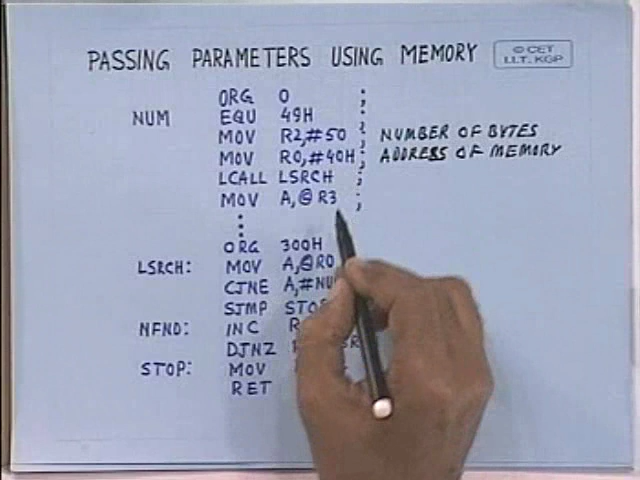 PASSING PARAMETERS USING MEMORY
© CET
I.I.T. KGP
ORG 0 ;
NUM EQU 49H ;
MOV R2,#50 ; NUMBER OF BYTES
MOV R0,#40H ; ADDRESS OF MEMORY
LCALL LSRCH ;
MOV A,@R3 ;
:
ORG 300H
LSRCH: MOV A,@R0
CJNE A,#NU
SJMP STOP
NFND: INC
DJNZ
STOP: MOV
RET